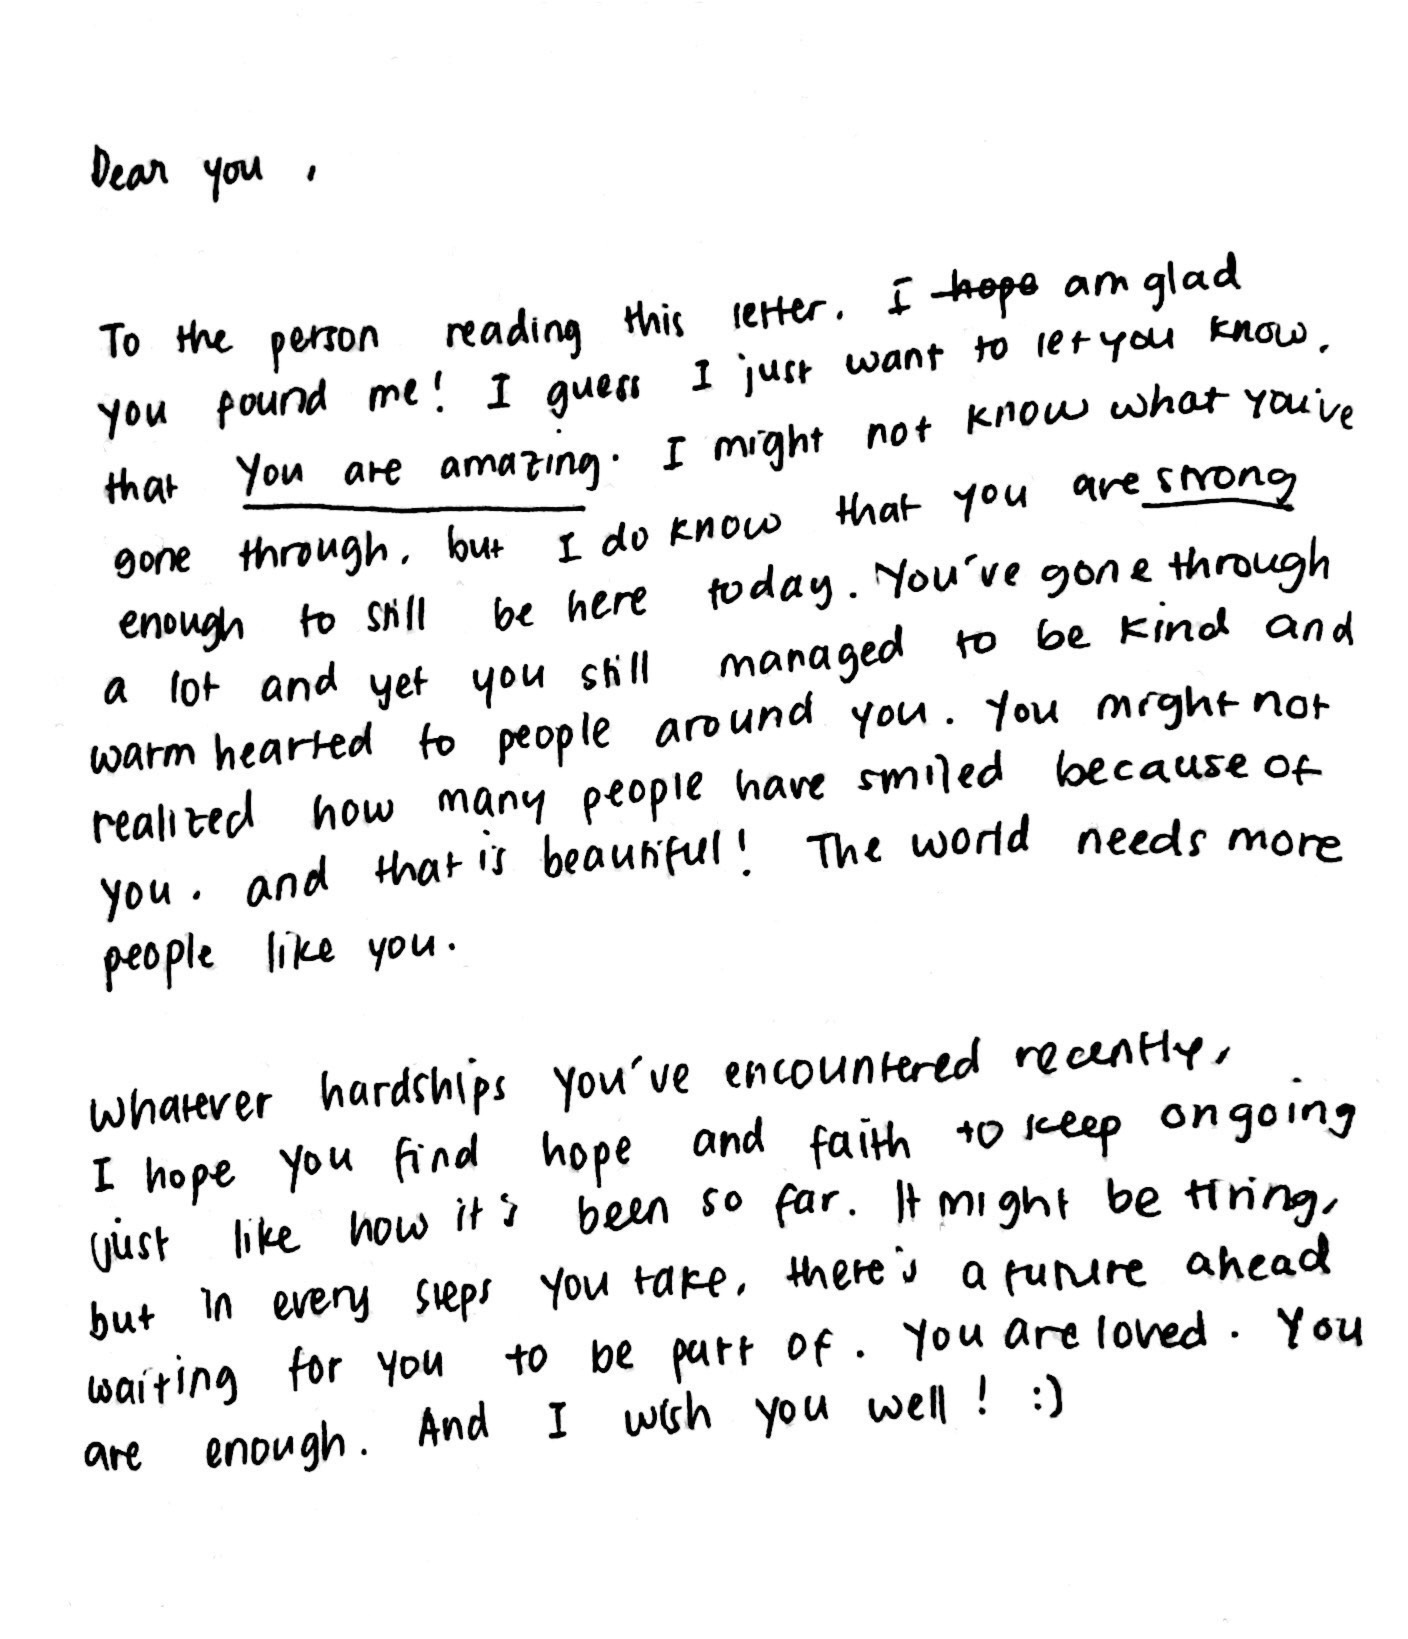 Dear you ,
To the person reading this letter. I ~~hope~~ am glad
you found me! I guess I just want to let you know,
that you are amazing. I might not know what you've
gone through, but I do know that you are strong
enough to still be here today. You've gone through
a lot and yet you still managed to be kind and
warm hearted to people around you. You might not
realized how many people have smiled because of
you. and that is beautiful! The world needs more
people like you.
Whatever hardships you've encountered recently,
I hope you find hope and faith to keep on going
just like how it's been so far. It might be tiring,
but in every steps you take, there's a future ahead
waiting for you to be part of. You are loved. You
are enough. And I wish you well! :)